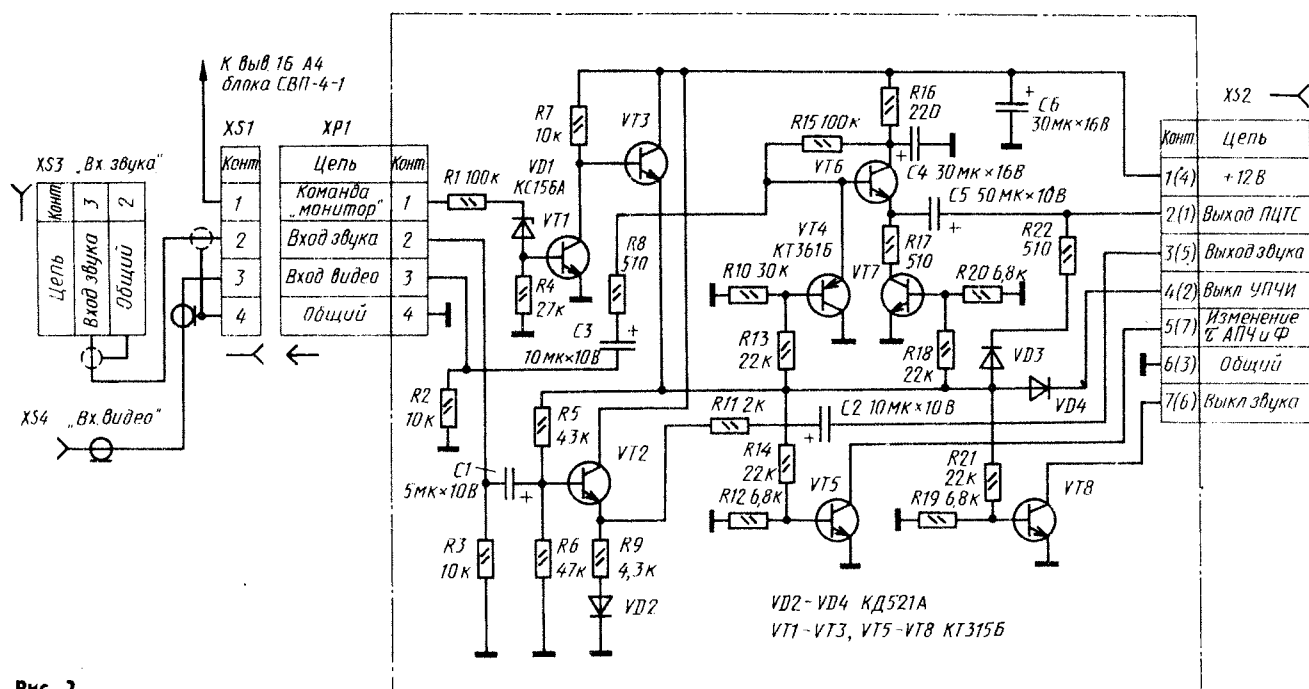 К выв. 16 А4
блока СВП-4-1
XS1
XP1
XS2
XS3 „Вх. звука"
Конт.
3
2
Цепь
Вход звука
Общий
Конт.
1
2
3
4
Цепь
Конт.
Команда „монитор"
1
Вход звука
2
Вход видео
3
Общий
4
XS4 „Вх. видео"
R1 100к
R7
10к
VD1
КС156А
VT1
R4
27к
VT3
R8
510
C3
10мк×10В
R2
10к
R5
43к
C1
5мк×10В
VT2
R3
10к
R6
47к
R9
4,3к
VD2
R15 100к
R16
220
C6
30мк×16В
VT6
C4 30мк×16В
C5 50мк×10В
VT4
КТ361Б
R17
510
VT7
R22
510
R10 30к
R20 6,8к
R13
22к
R18
22к
VD3
VD4
R11 2к
C2 10мк×10В
R14
22к
R12 6,8к
VT5
R21
22к
R19 6,8к
VT8
VD2-VD4 КД521А
VT1-VT3, VT5-VT8 КТ315Б
Конт.
Цепь
1(4)
+12В
2(1)
Выход ПЦТС
3(5)
Выход звука
4(2)
Выкл УПЧИ
5(7)
Изменение
τ АПЧ и Ф
6(3)
Общий
7(6)
Выкл звука
Рис. 2